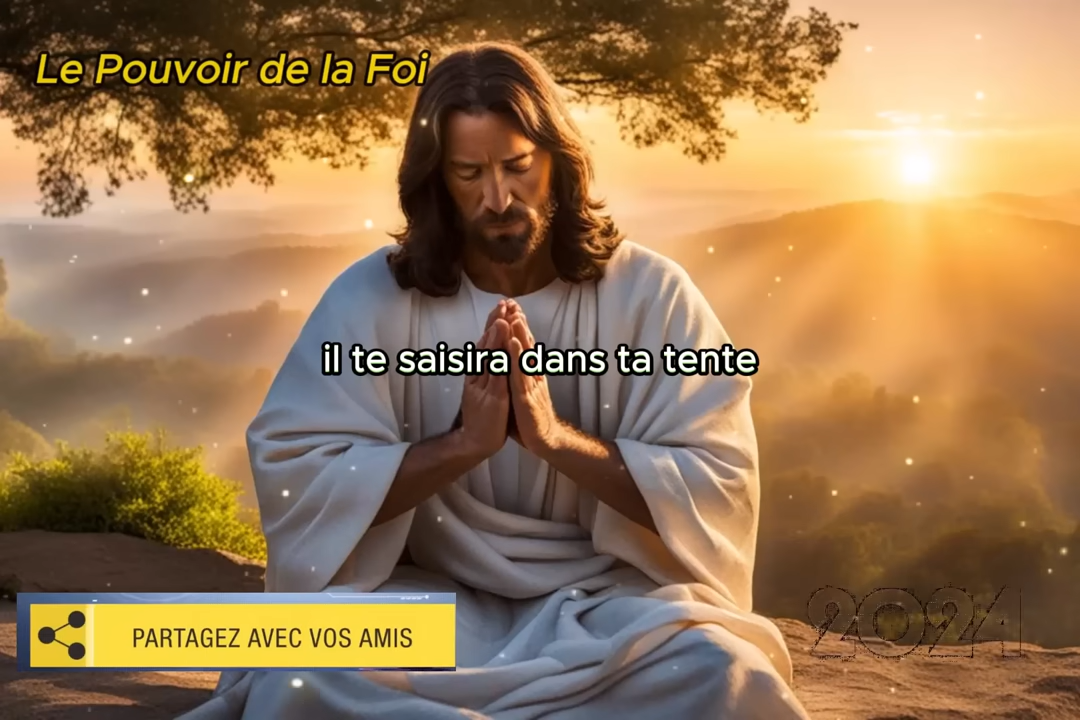 Le Pouvoir de la Foi
il te saisira dans ta tente
PARTAGEZ AVEC VOS AMIS
2024